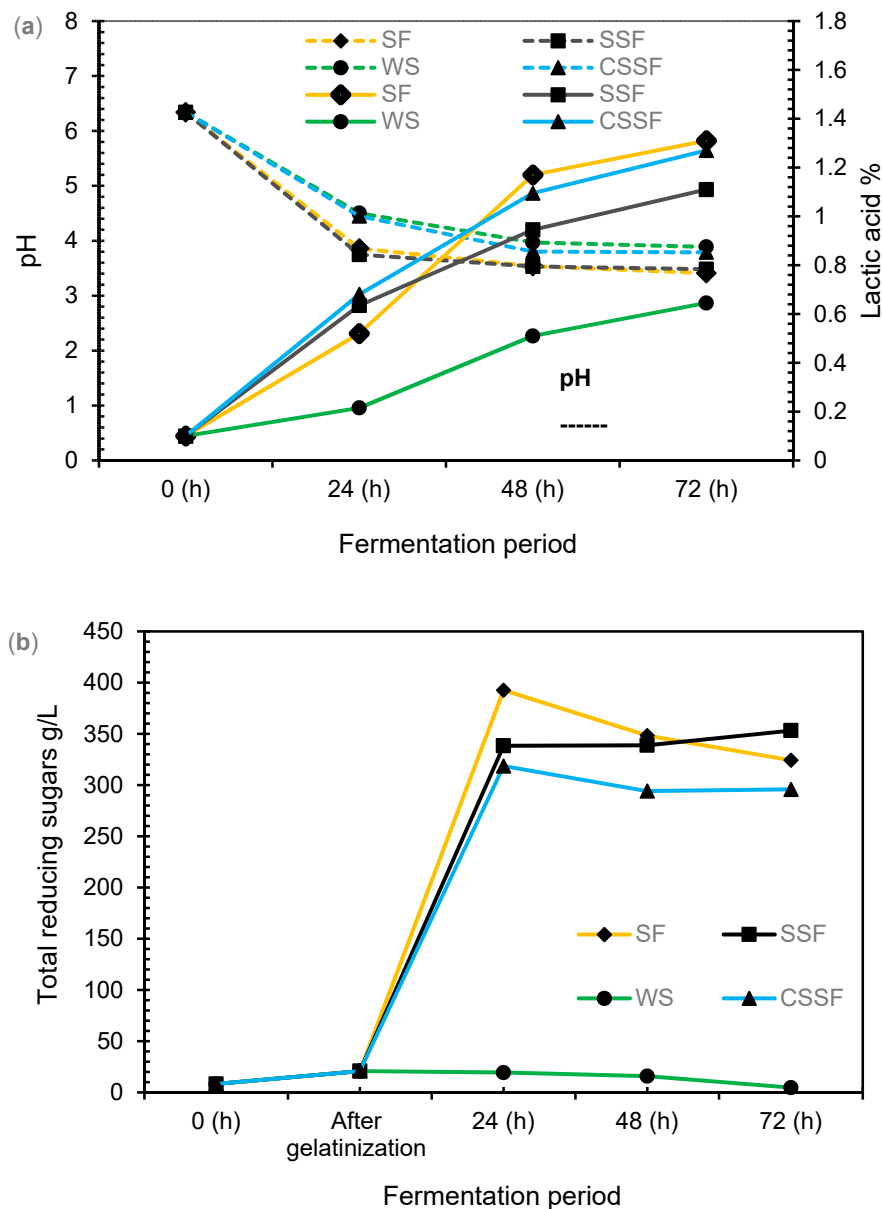 (a)
8
7
6
5
4
3
2
1
0
pH
1.8
1.6
1.4
1.2
1
0.8
0.6
0.4
0.2
0
Lactic acid %
SF SSF
WS CSSF
SF SSF
WS CSSF
pH
------
0 (h) 24 (h) 48 (h) 72 (h)
Fermentation period
(b)
450
400
350
300
250
200
150
100
50
0
Total reducing sugars g/L
SF SSF
WS CSSF
0 (h) After gelatinization 24 (h) 48 (h) 72 (h)
Fermentation period